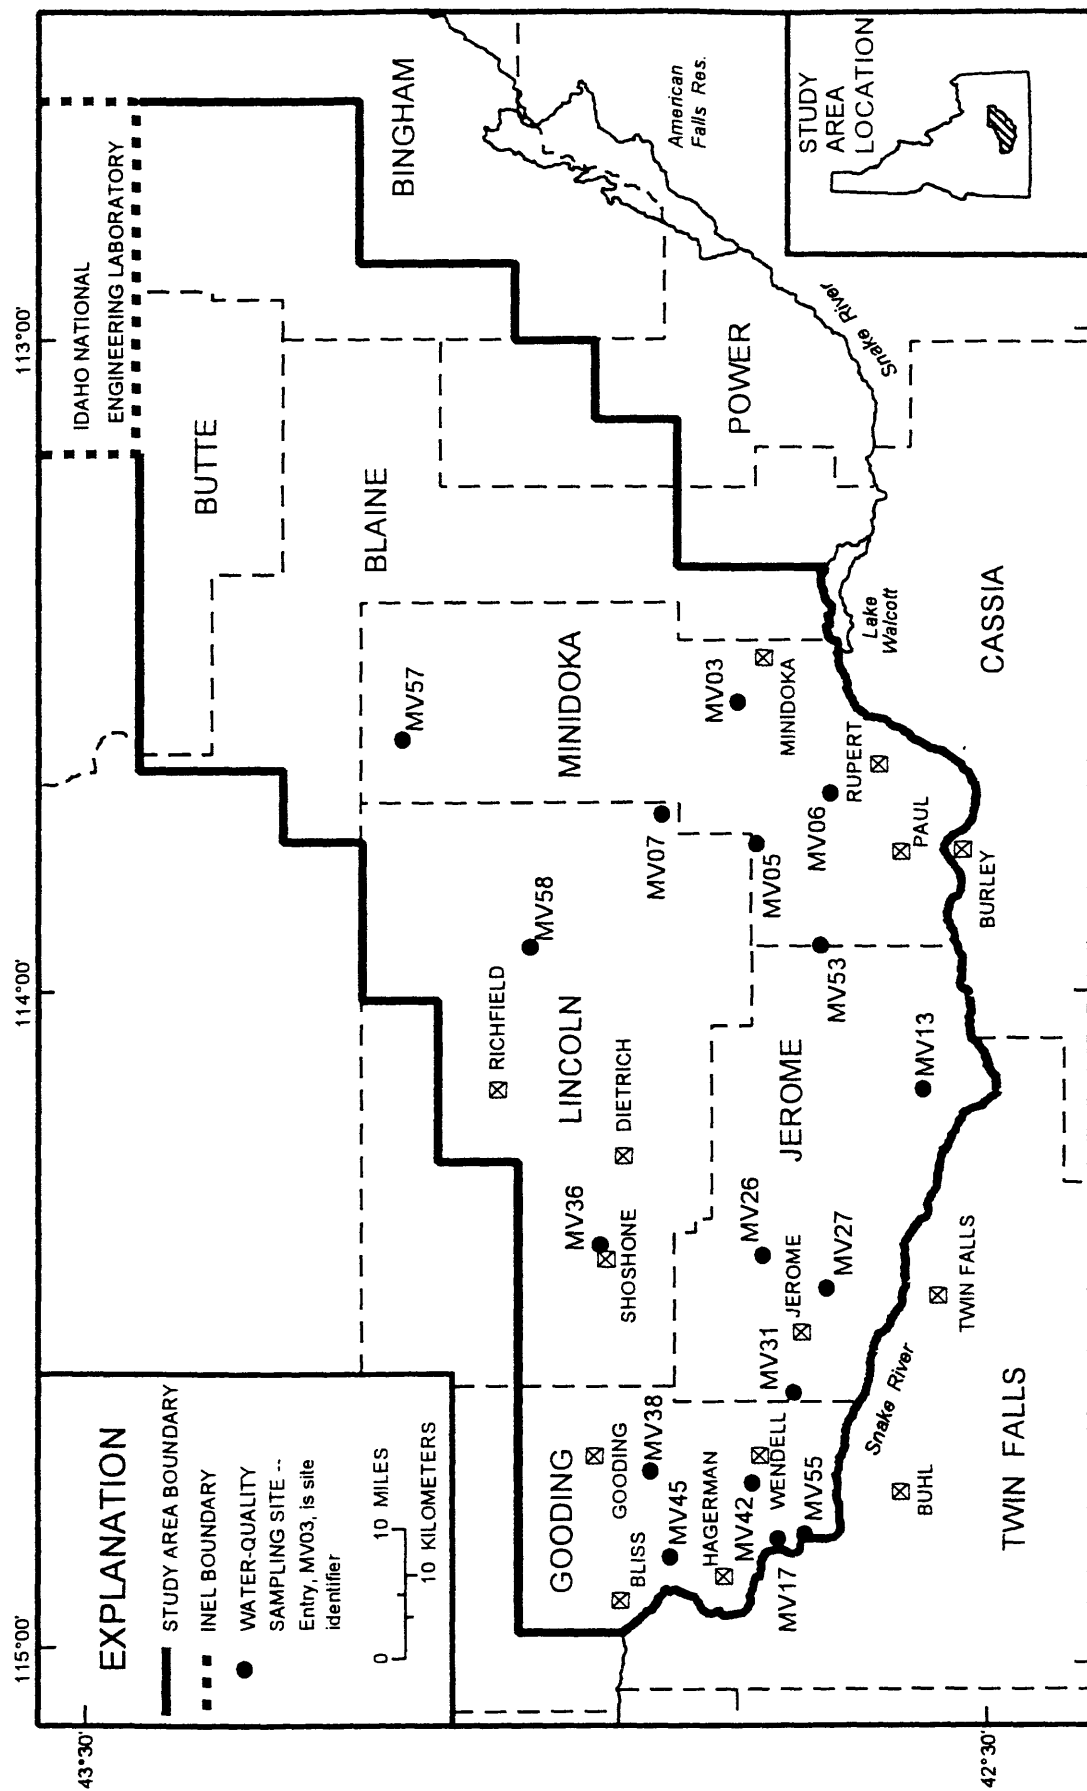 115°00'
114°00'
113°00'
43°30'
42°30'
EXPLANATION
STUDY AREA BOUNDARY
INEL BOUNDARY
WATER-QUALITY
SAMPLING SITE --
Entry, MV03, is site
identifier
0
10 MILES
10 KILOMETERS
IDAHO NATIONAL
ENGINEERING LABORATORY
BUTTE
BINGHAM
BLAINE
American
Falls Res.
POWER
Snake River
STUDY
AREA
LOCATION
MV57
MINIDOKA
MV03
MINIDOKA
Lake
Walcott
CASSIA
RICHFIELD
MV58
LINCOLN
DIETRICH
MV36
SHOSHONE
MV07
MV05
MV06
RUPERT
PAUL
BURLEY
MV53
MV13
JEROME
MV26
MV27
JEROME
MV31
TWIN FALLS
GOODING
GOODING
MV38
BLISS
MV45
HAGERMAN
MV42
WENDELL
MV55
MV17
Snake River
BUHL
TWIN FALLS